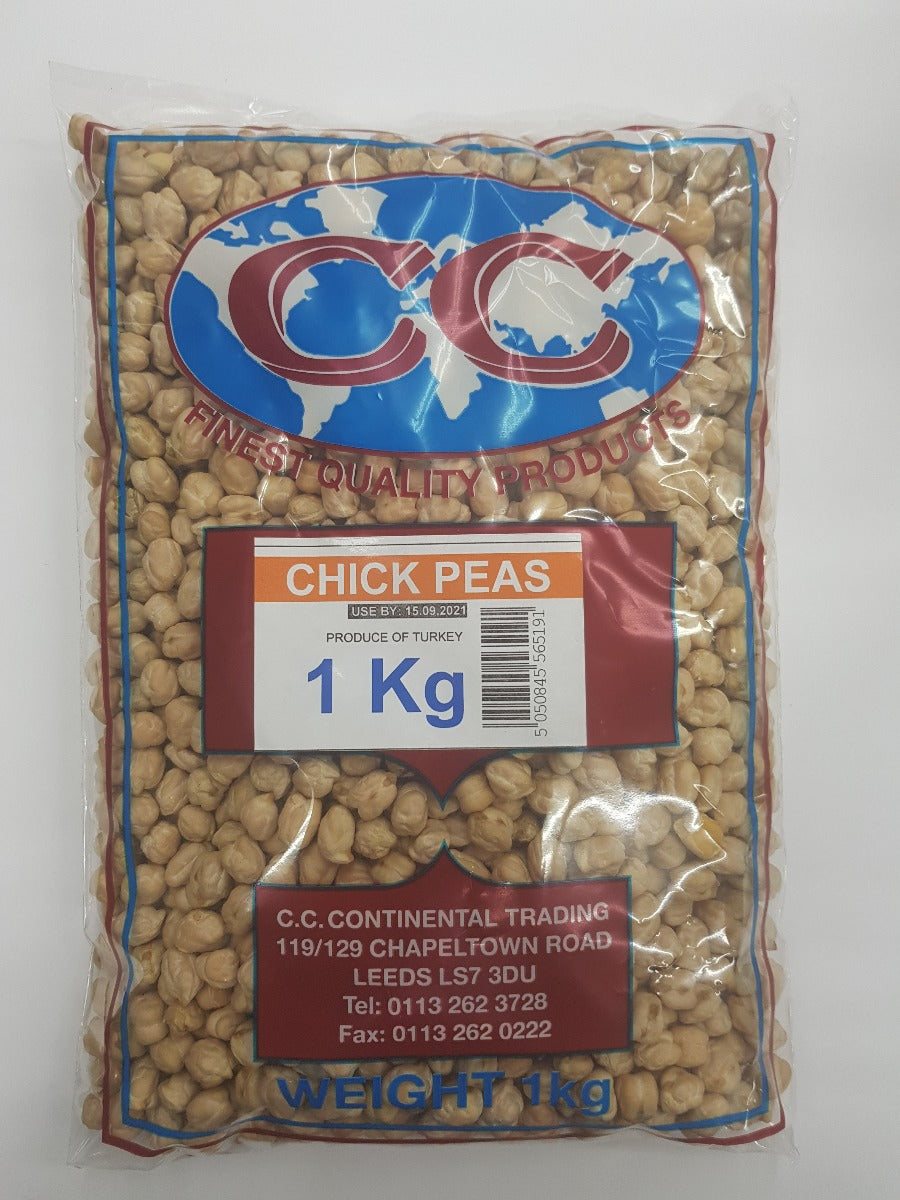 CC
FINEST QUALITY PRODUCTS
CHICK PEAS
USE BY: 15.09.2021
PRODUCE OF TURKEY
1 Kg
5 050845 565191
C.C. CONTINENTAL TRADING
119/129 CHAPELTOWN ROAD
LEEDS LS7 3DU
Tel: 0113 262 3728
Fax: 0113 262 0222
WEIGHT 1kg